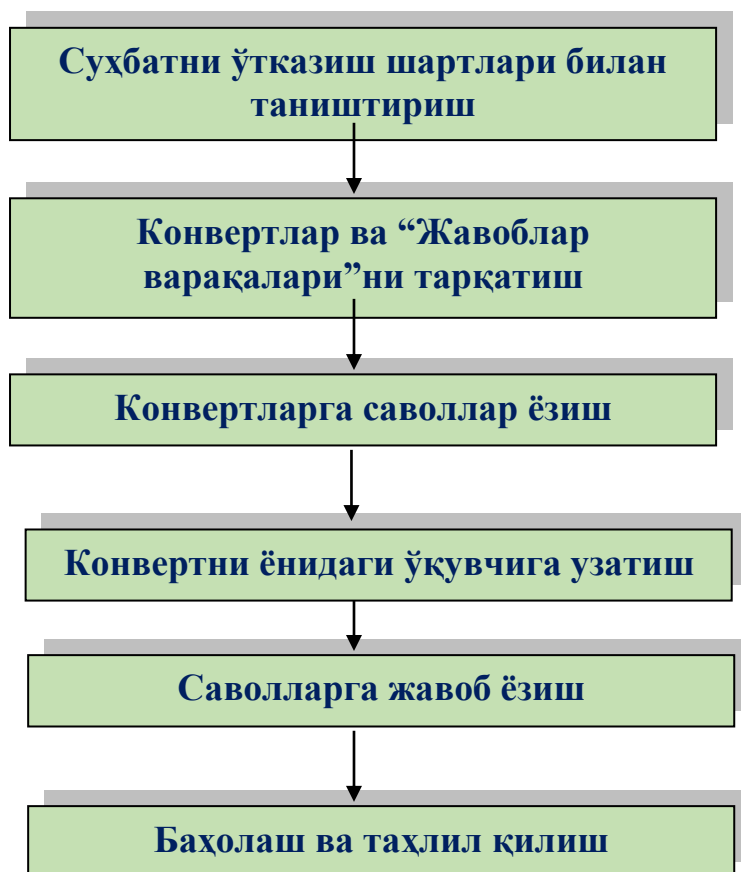 Суҳбатни ўтказиш шартлари билан
таништириш
Конвертлар ва “Жавоблар
варақалари”ни тарқатиш
Конвертларга саволлар ёзиш
Конвертни ёнидаги ўқувчига узатиш
Саволларга жавоб ёзиш
Баҳолаш ва таҳлил қилиш